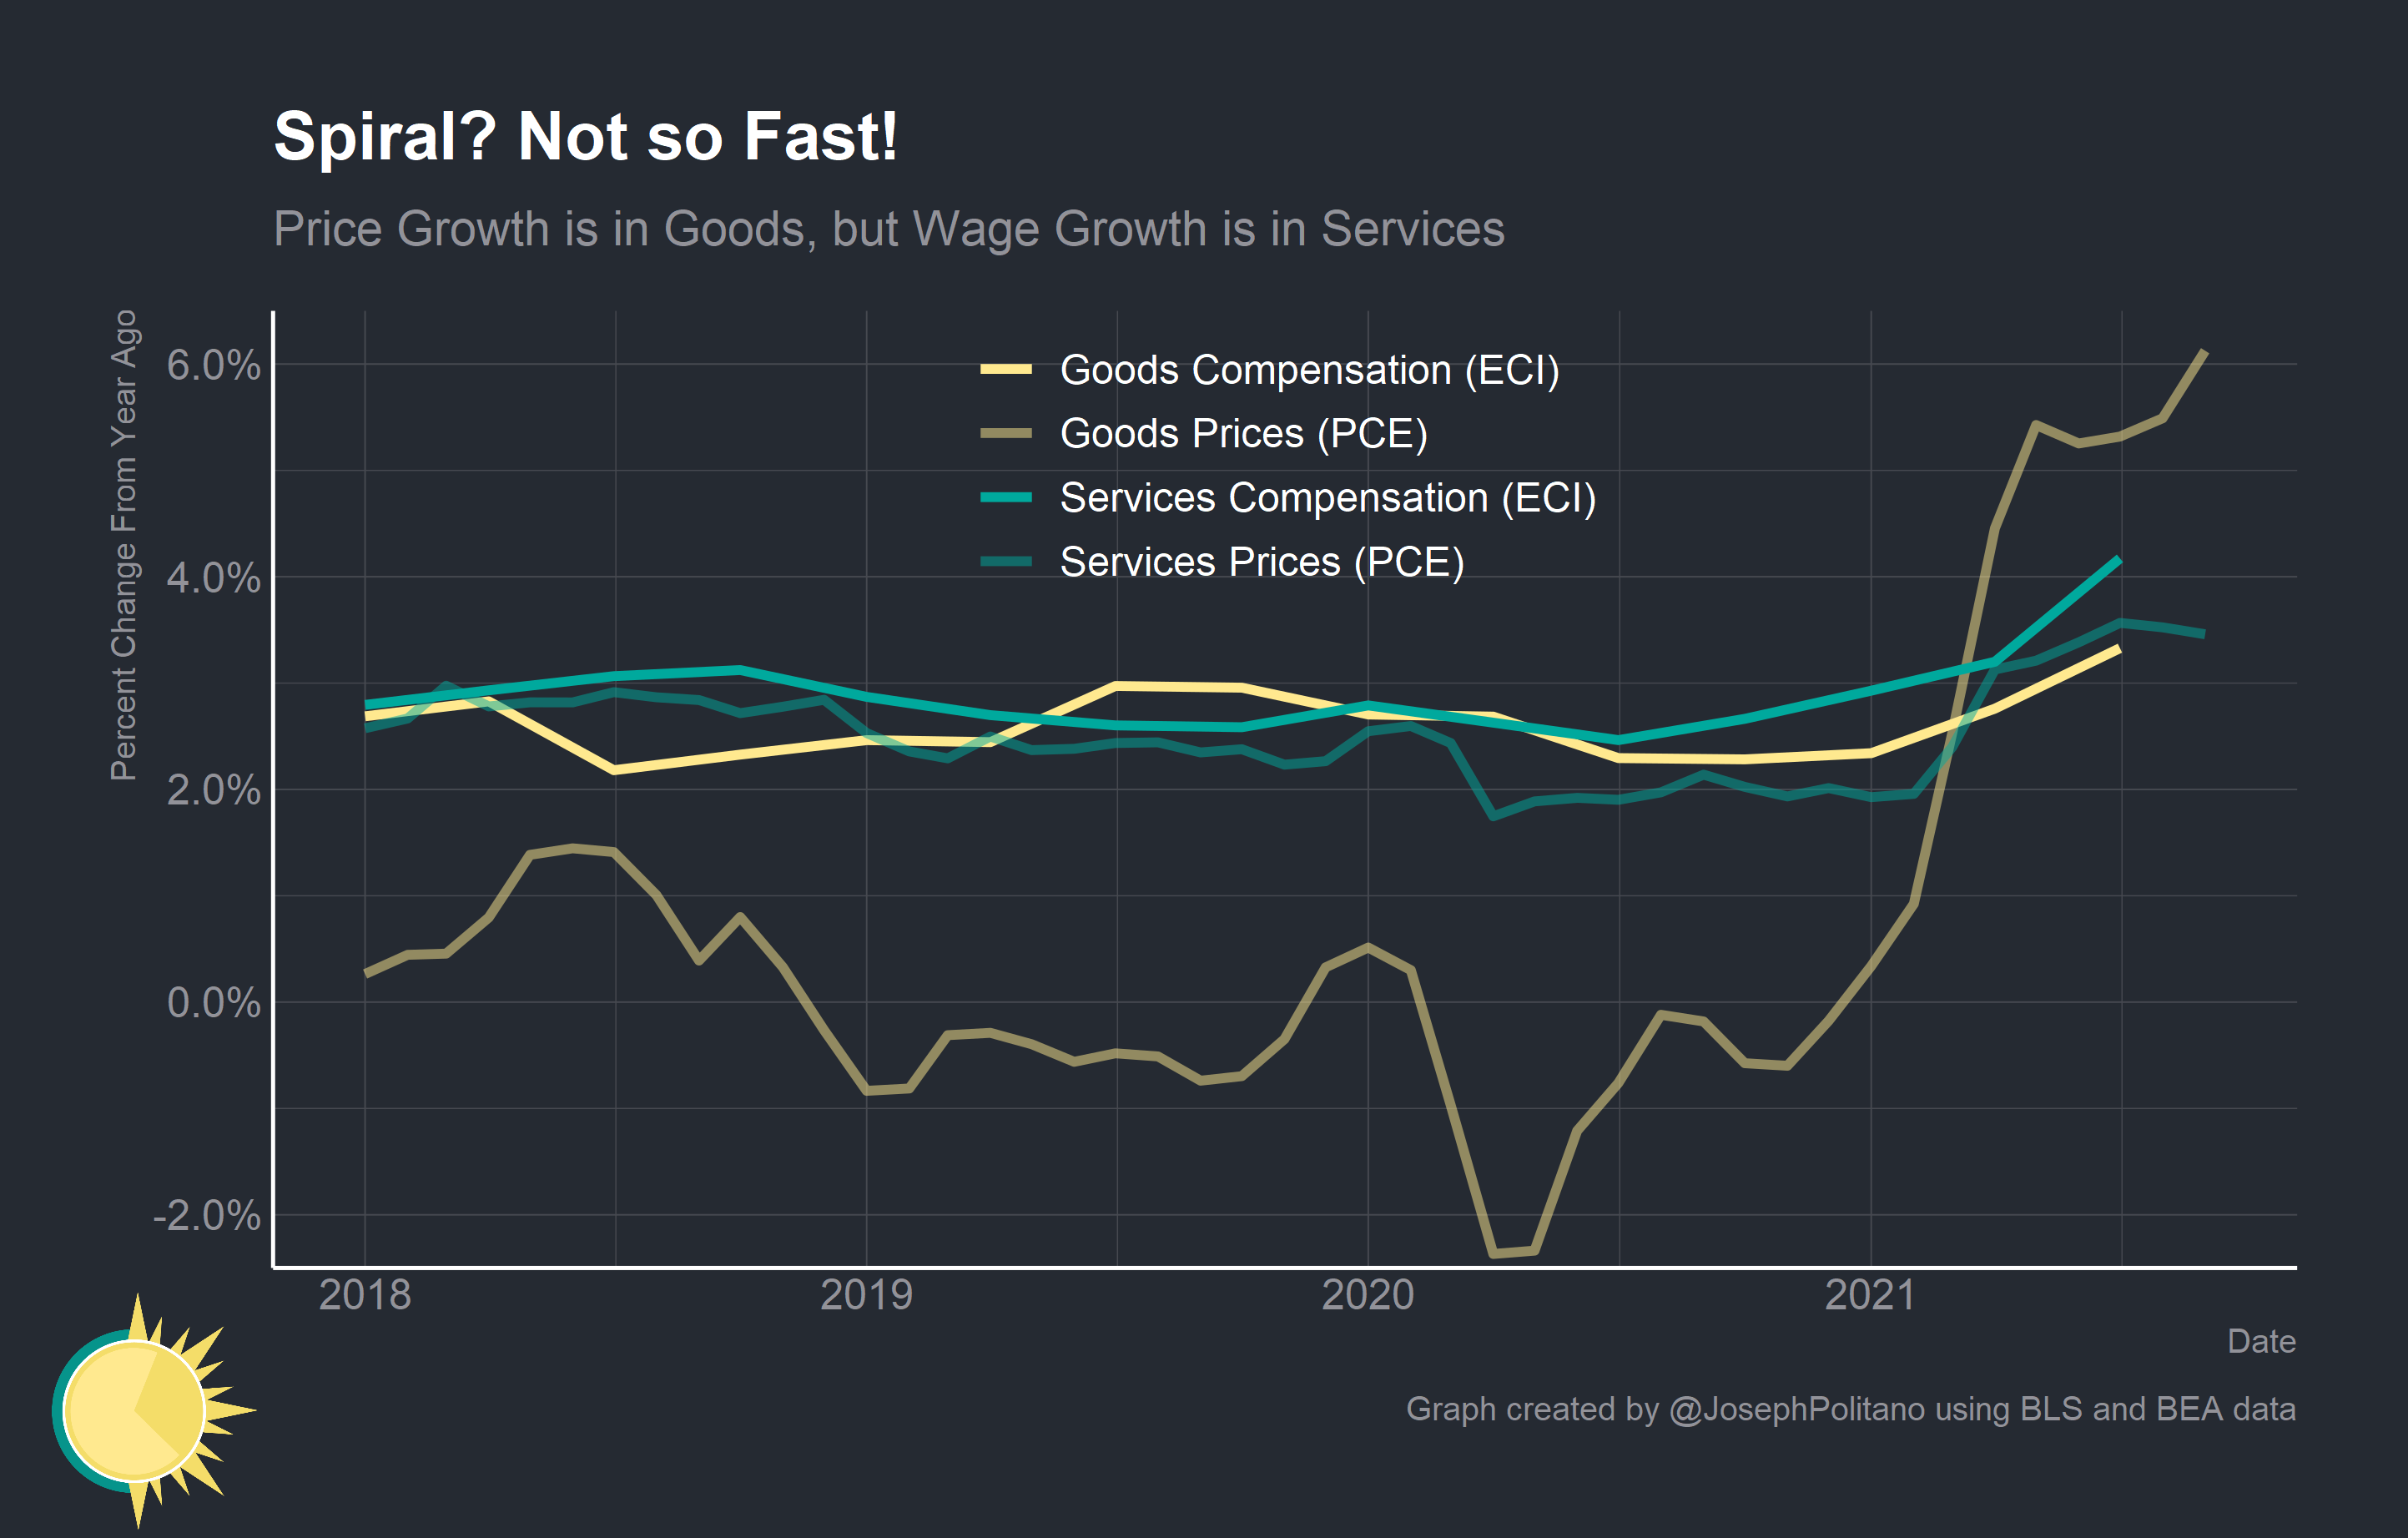 Spiral? Not so Fast!
Price Growth is in Goods, but Wage Growth is in Services
Percent Change From Year Ago
6.0%
4.0%
2.0%
0.0%
-2.0%
Goods Compensation (ECI)
Goods Prices (PCE)
Services Compensation (ECI)
Services Prices (PCE)
2018 2019 2020 2021
Date
Graph created by @JosephPolitano using BLS and BEA data